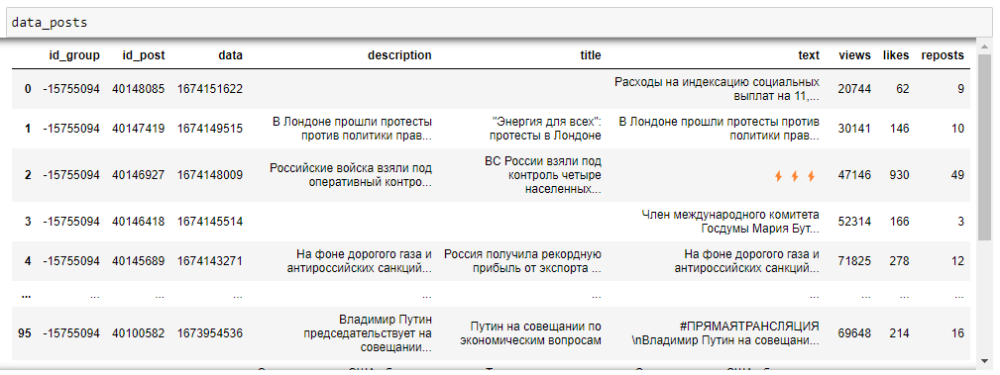 data_posts
id_group id_post data description title text views likes reposts
0 -15755094 40148085 1674151622 Расходы на индексацию социальных выплат на 11,... 20744 62 9
1 -15755094 40147419 1674149515 В Лондоне прошли протесты против политики прав... "Энергия для всех": протесты в Лондоне В Лондоне прошли протесты против политики прав... 30141 146 10
2 -15755094 40146927 1674148009 Российские войска взяли под оперативный контро... ВС России взяли под контроль четыре населенных... ⚡ ⚡ ⚡ 47146 930 49
3 -15755094 40146418 1674145514 Член международного комитета Госдумы Мария Бут... 52314 166 3
4 -15755094 40145689 1674143271 На фоне дорогого газа и антироссийских санкций... Россия получила рекордную прибыль от экспорта ... На фоне дорогого газа и антироссийских санкций... 71825 278 12
... ... ... ... ... ... ... ... ... ...
95 -15755094 40100582 1673954536 Владимир Путин председательствует на совещании... Путин на совещании по экономическим вопросам #ПРЯМАЯТРАНСЛЯЦИЯ \nВладимир Путин на совещани... 69648 214 16